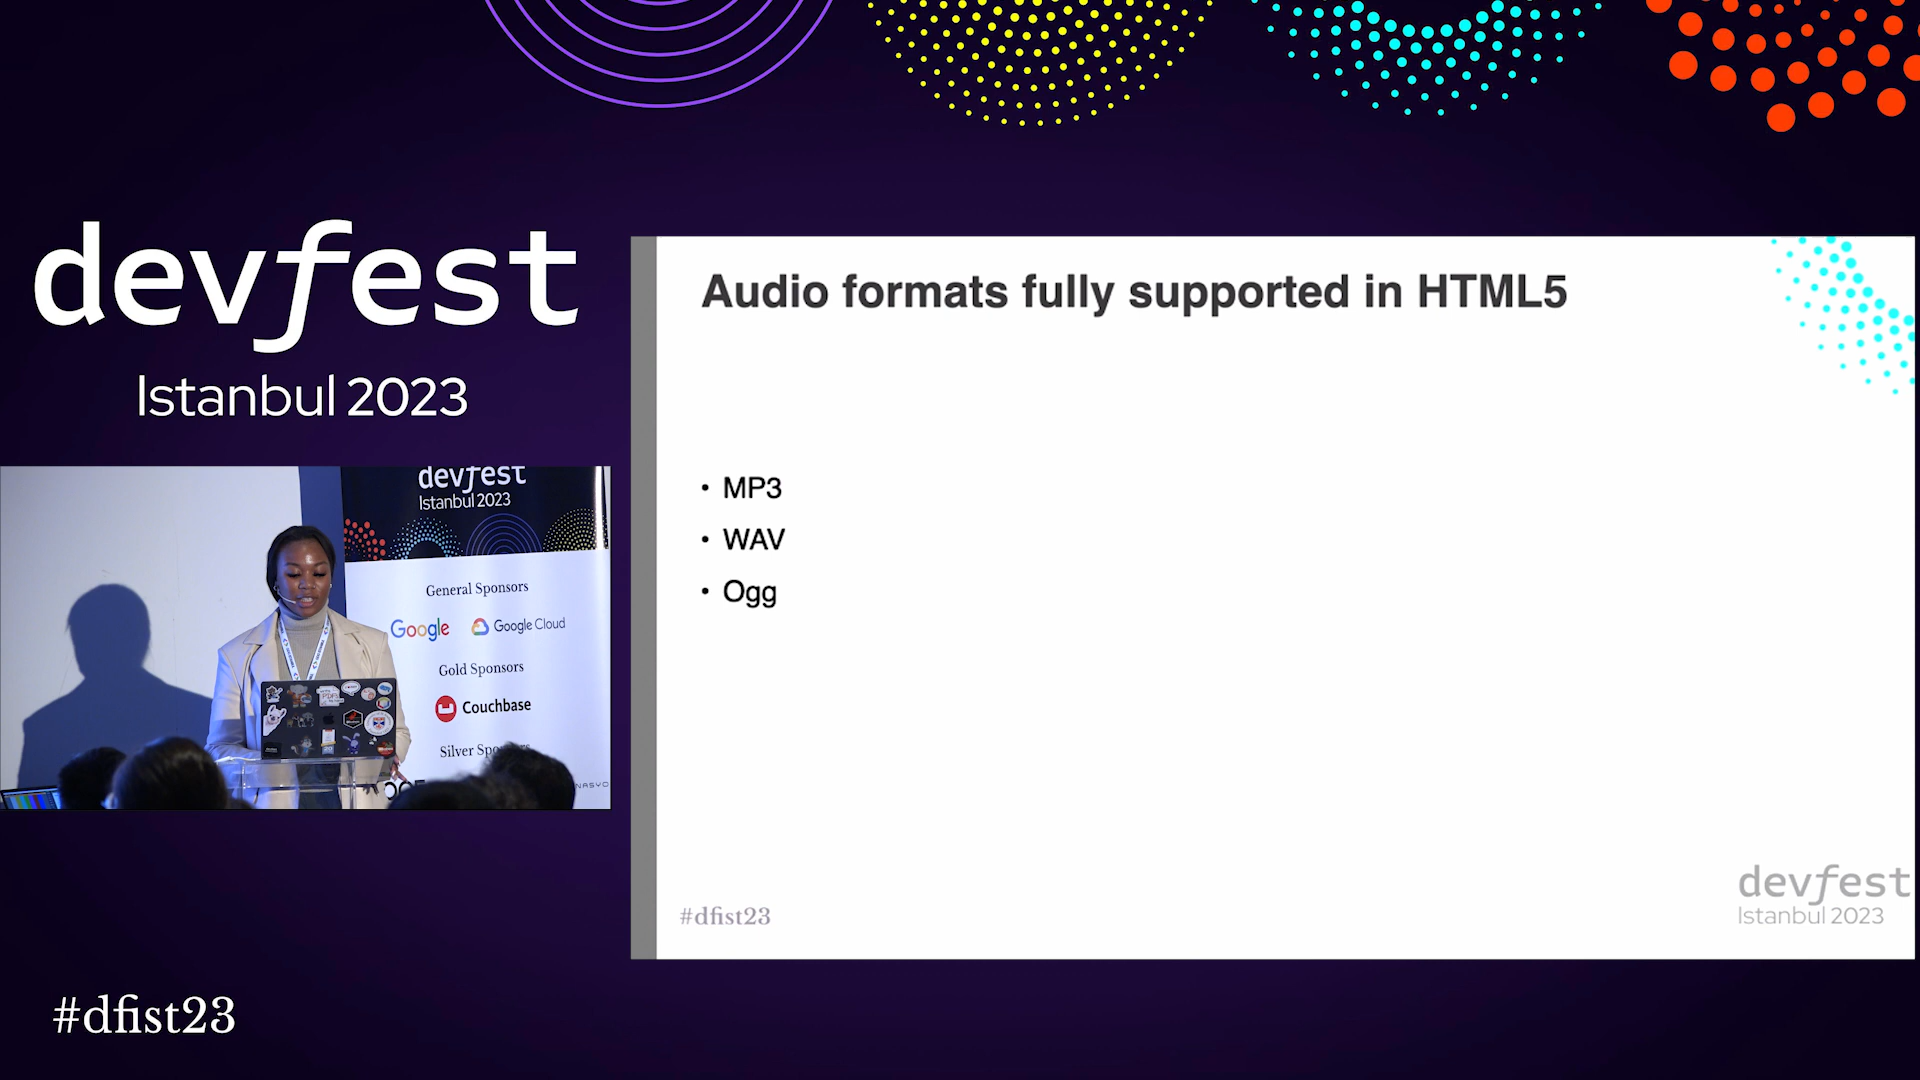 devfest
Istanbul 2023
devfest
Istanbul 2023
General Sponsors
Google
Google Cloud
Gold Sponsors
Couchbase
Silver
#dfist23
Audio formats fully supported in HTML5
• MP3
• WAV
• Ogg
#dfist23
devfest
Istanbul 2023